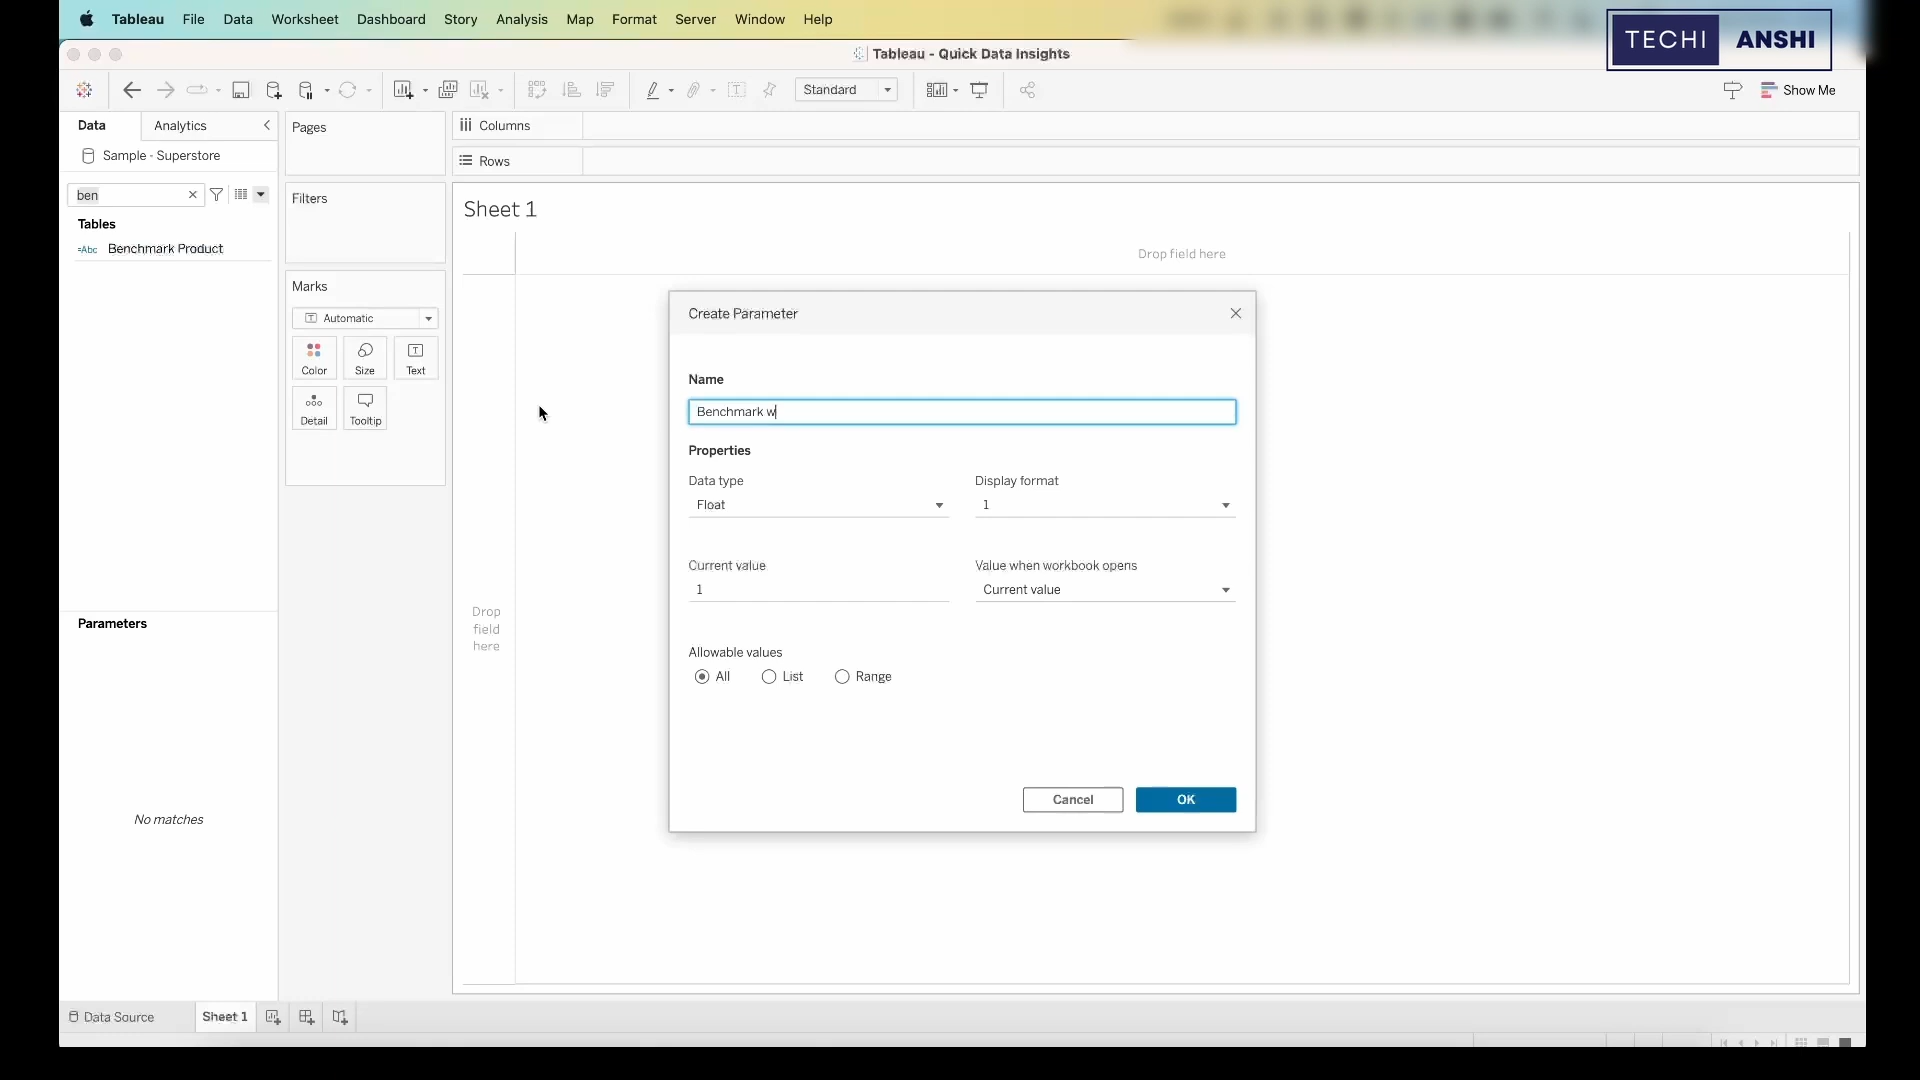 Tableau File Data Worksheet Dashboard Story Analysis Map Format Server Window Help
TECHI ANSHI
Tableau - Quick Data Insights
Standard
Show Me
Data Analytics
Sample - Superstore
ben
Tables
=Abc Benchmark Product
Parameters
No matches
Pages
Filters
Marks
Automatic
Color Size Text
Detail Tooltip
Columns
Rows
Sheet 1
Drop field here
Drop
field
here
Create Parameter
Name
Benchmark w
Properties
Data type Display format
Float 1
Current value Value when workbook opens
1 Current value
Allowable values
All List Range
Cancel OK
Data Source Sheet 1